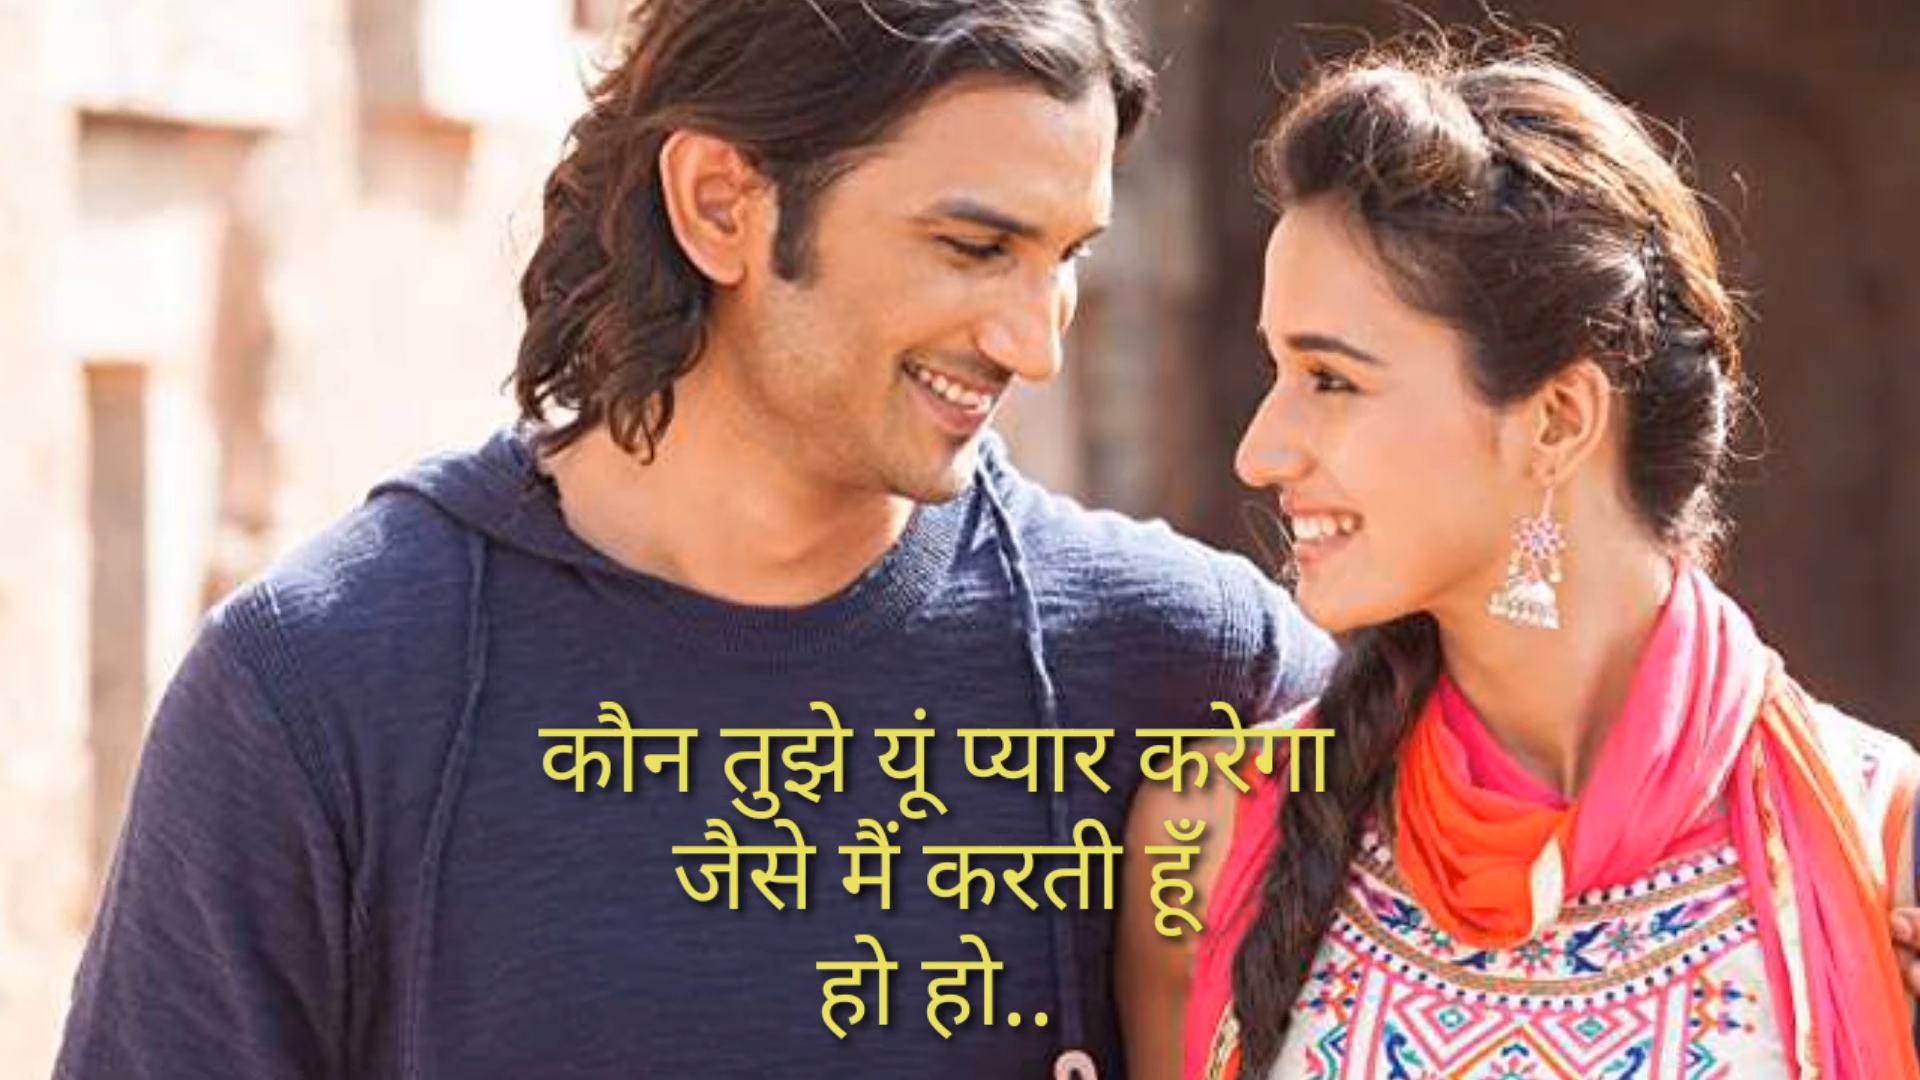 कौन तुझे यूं प्यार करेगा
जैसे मैं करती हूँ
हो हो..